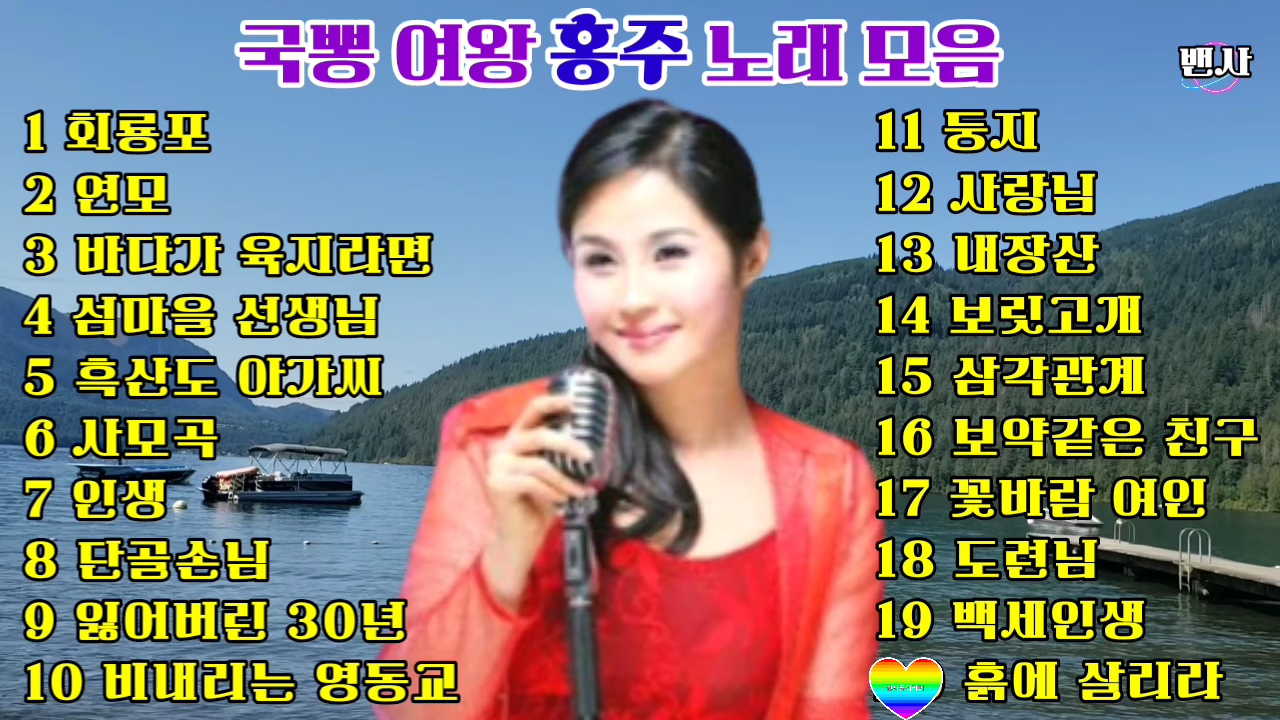 국뽕 여왕 홍주 노래 모음
밴.사
1 회룡포
2 연모
3 바다가 육지라면
4 섬마을 선생님
5 흑산도 아가씨
6 사모곡
7 인생
8 단골손님
9 잃어버린 30년
10 비내리는 영동교
11 둥지
12 사랑님
13 내장산
14 보릿고개
15 삼각관계
16 보약같은 친구
17 꽃바람 여인
18 도련님
19 백세인생
흙에 살리라